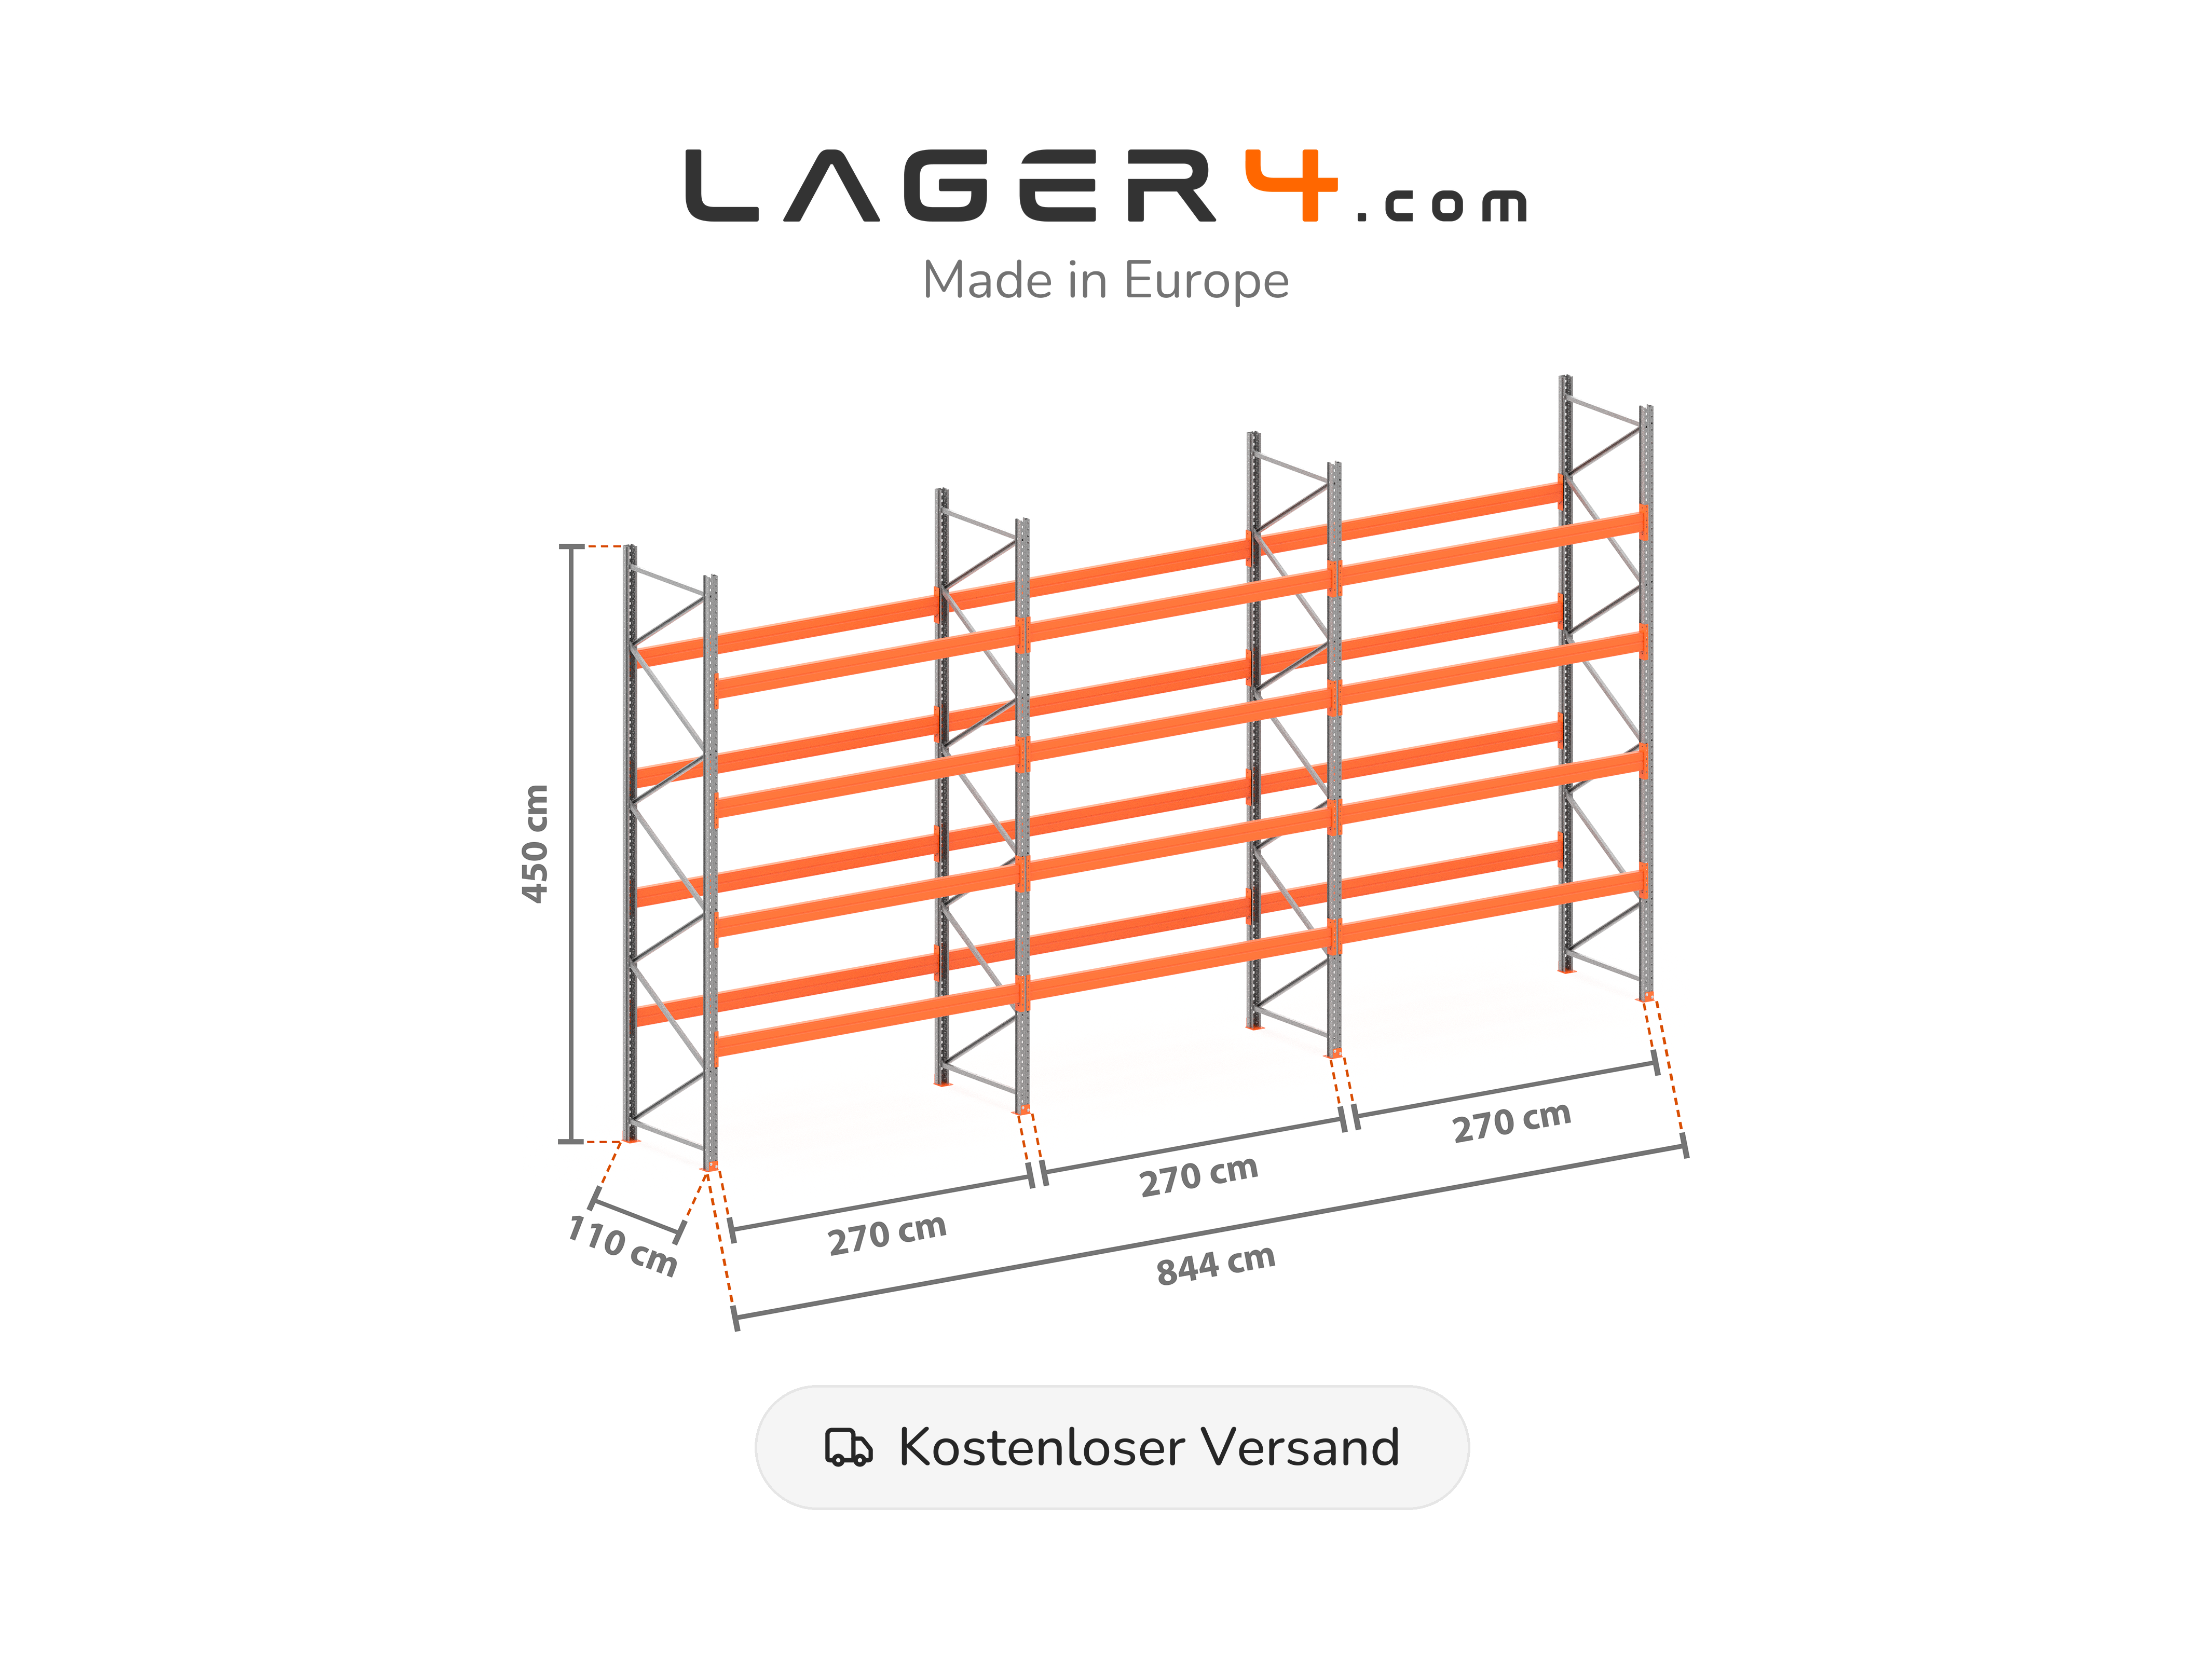 LAGER4.com
Made in Europe
450 cm
110 cm
270 cm
270 cm
270 cm
844 cm
Kostenloser Versand